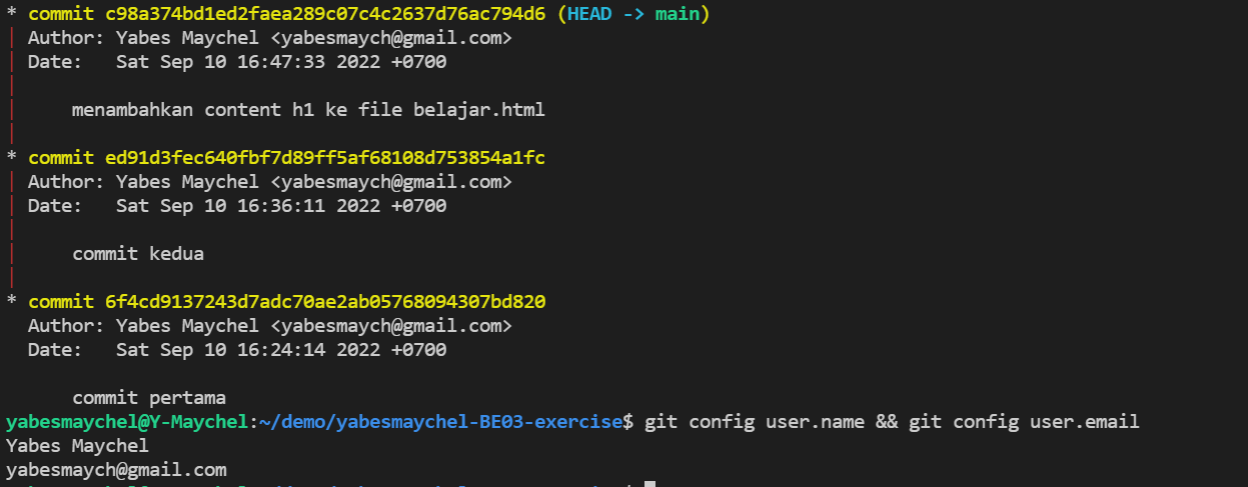 * commit c98a374bd1ed2faea289c07c4c2637d76ac794d6 (HEAD -> main)
| Author: Yabes Maychel <yabesmaych@gmail.com>
| Date:   Sat Sep 10 16:47:33 2022 +0700
|
|     menambahkan content h1 ke file belajar.html
|
* commit ed91d3fec640fbf7d89ff5af68108d753854a1fc
| Author: Yabes Maychel <yabesmaych@gmail.com>
| Date:   Sat Sep 10 16:36:11 2022 +0700
|
|     commit kedua
|
* commit 6f4cd9137243d7adc70ae2ab05768094307bd820
  Author: Yabes Maychel <yabesmaych@gmail.com>
  Date:   Sat Sep 10 16:24:14 2022 +0700

      commit pertama
yabesmaychel@Y-Maychel:~/demo/yabesmaychel-BE03-exercise$ git config user.name && git config user.email
Yabes Maychel
yabesmaych@gmail.com